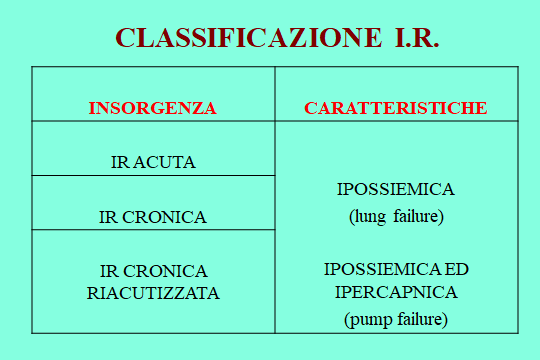 CLASSIFICAZIONE I.R.
INSORGENZA
CARATTERISTICHE
IR ACUTA
IR CRONICA
IR CRONICA
RIACUTIZZATA
IPOSSIEMICA
(lung failure)
IPOSSIEMICA ED
IPERCAPNICA
(pump failure)